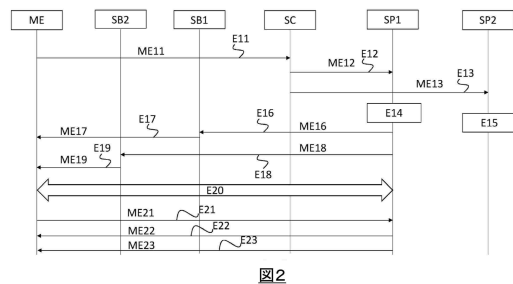 ME SB2 SB1 SC SP1 SP2
E11
ME11
E12
ME12
E13
ME13
E14
E15
E16
ME16
E17
ME17
ME18
E19
ME19
E18
E20
ME21
E21
ME22
E22
ME23
E23
図2